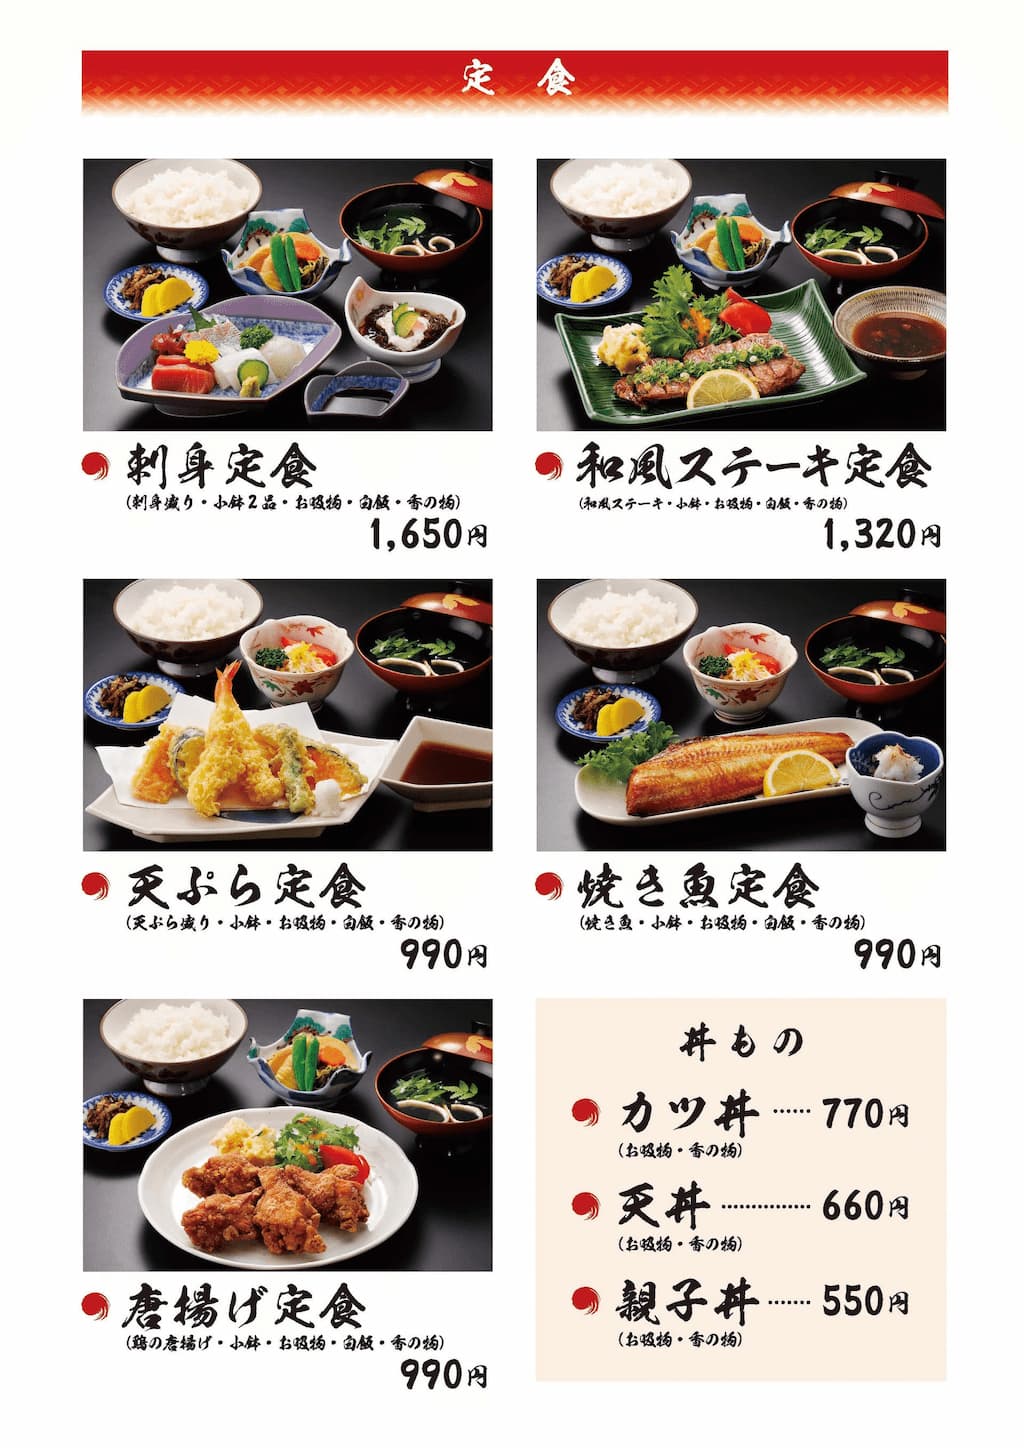 定食
刺身定食
(刺身盛り・小鉢2品・お吸物・白飯・香の物)
1,650円
和風ステーキ定食
(和風ステーキ・小鉢・お吸物・白飯・香の物)
1,320円
天ぷら定食
(天ぷら盛り・小鉢・お吸物・白飯・香の物)
990円
焼き魚定食
(焼き魚・小鉢・お吸物・白飯・香の物)
990円
唐揚げ定食
(鶏の唐揚げ・小鉢・お吸物・白飯・香の物)
990円
丼もの
カツ丼……770円
(お吸物・香の物)
天丼……………660円
(お吸物・香の物)
親子丼……550円
(お吸物・香の物)